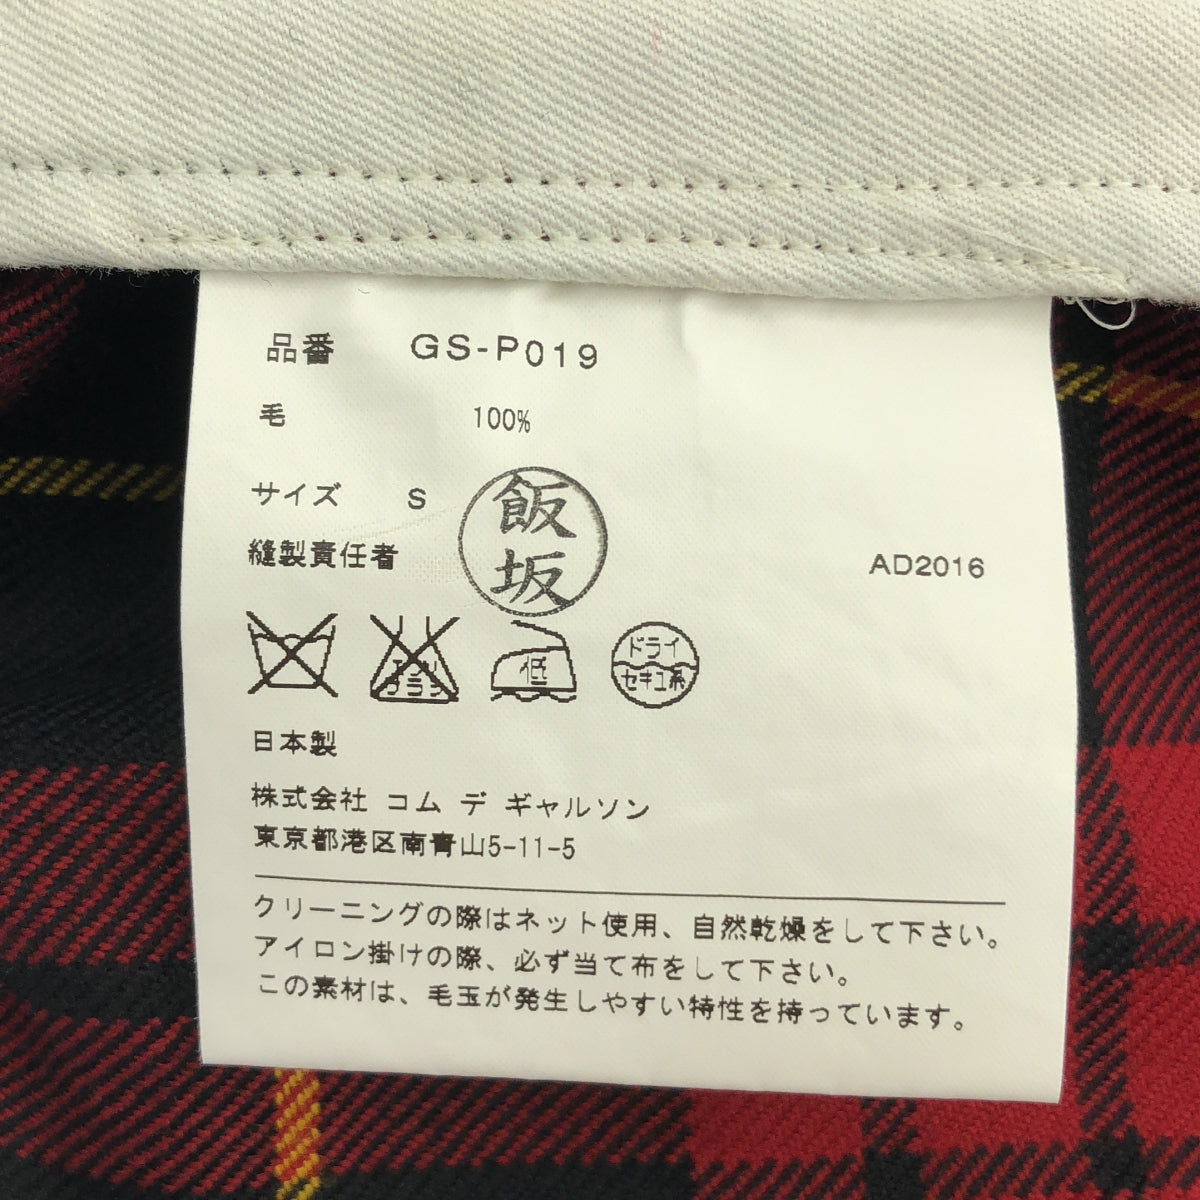 品番 GS-P019
毛 100%
サイズ S
飯坂
縫製責任者
AD2016
エンソ サラシ
低
ドライ
セキユ系
日本製
株式会社 コム デ ギャルソン
東京都港区南青山5-11-5
クリーニングの際はネット使用、自然乾燥をして下さい。
アイロン掛けの際、必ず当て布をして下さい。
この素材は、毛玉が発生しやすい特性を持っています。